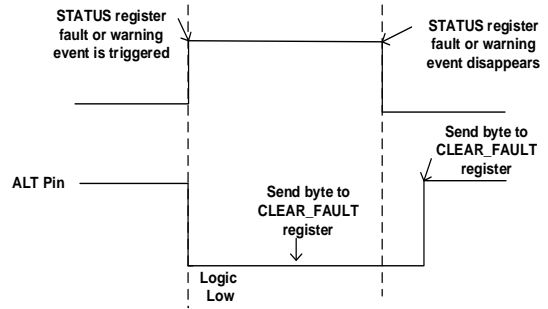 STATUS register
fault or warning
event is triggered
STATUS register
fault or warning
event disappears
Send byte to
CLEAR_FAULT
register
ALT Pin
Send byte to
CLEAR_FAULT
register
Logic
Low